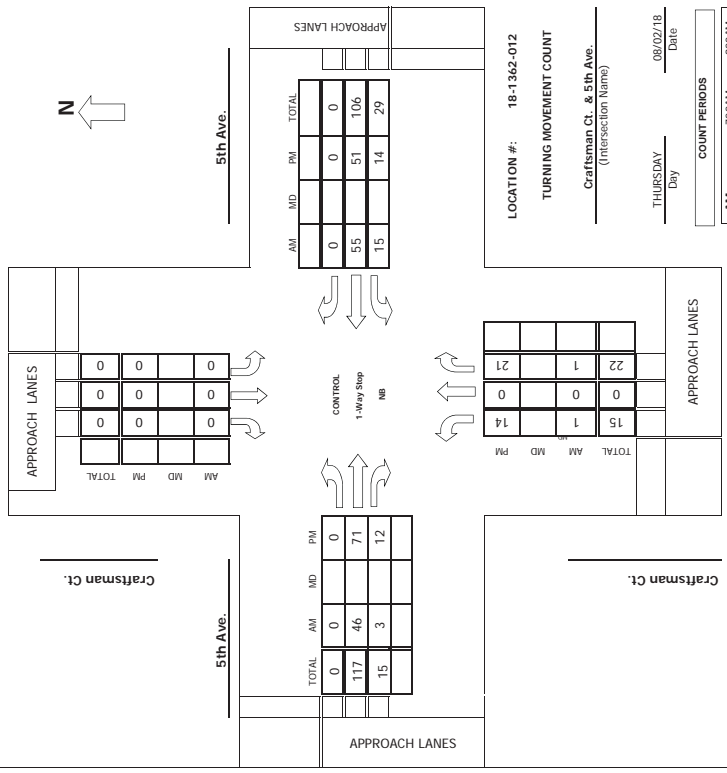 N
APPROACH LANES
5th Ave.
AM MD PM TOTAL
0 0 0
55 51 106
15 14 29
LOCATION #: 18-1362-012
TURNING MOVEMENT COUNT
Craftsman Ct. & 5th Ave.
(Intersection Name)
THURSDAY 08/02/18
Day Date
COUNT PERIODS
APPROACH LANES
TOTAL 0 0 0
PM 0 0 0
MD
AM 0 0 0
CONTROL
1-Way Stop
NB
PM 14 0 21
MD
MD
AM 1 0 1
TOTAL 15 0 22
APPROACH LANES
Craftsman Ct.
5th Ave.
TOTAL AM MD PM
0 0 0
117 46 71
15 3 12
APPROACH LANES
Craftsman Ct.